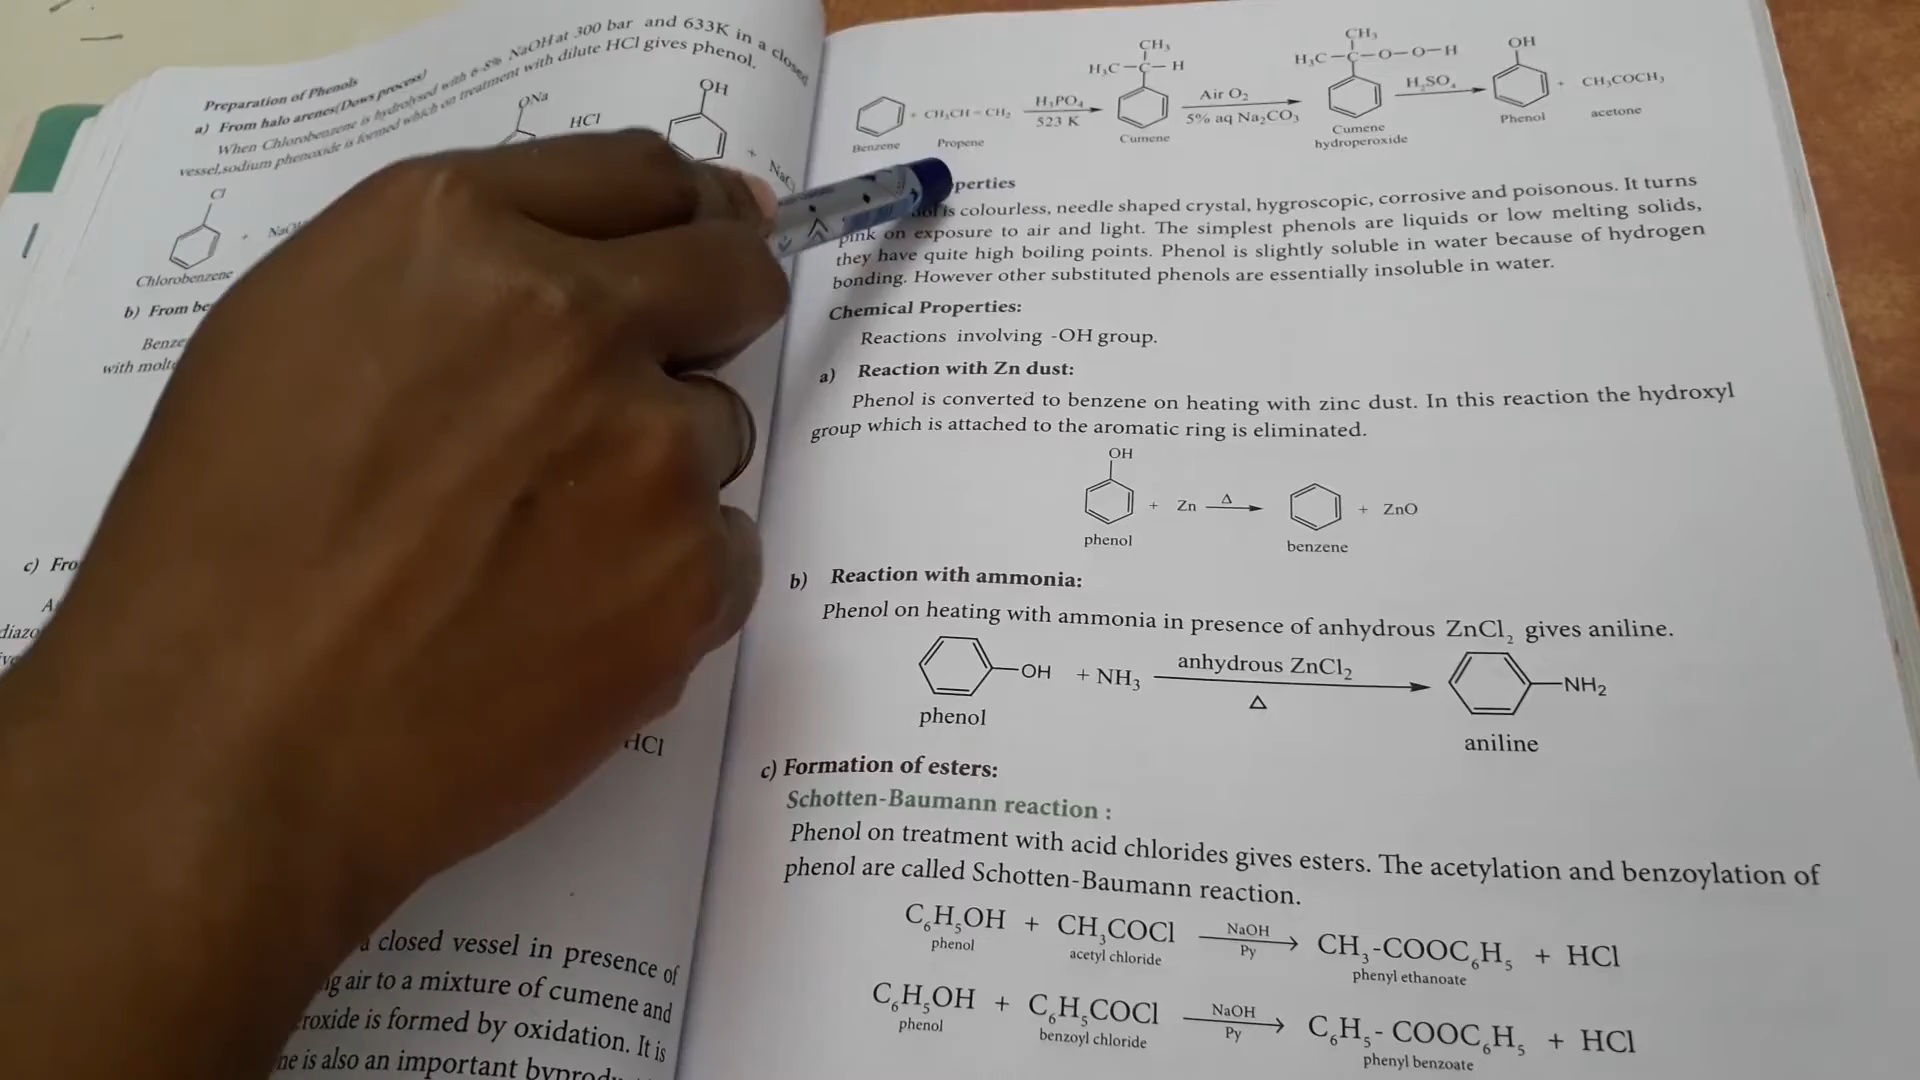 Preparation of Phenols
a) From halo arenes(Dows process)
When Chlorobenzene is hydrolysed with 6-8% NaOH at 300 bar and 633K in a closed
vessel,sodium phenoxide is formed which on treatment with dilute HCl gives phenol.
ONa
HCl
OH
+ NaCl
Cl
+
Chlorobenzene
b) From
with
c)
HCl
closed vessel in presence of
air to a mixture of cumene and
is formed by oxidation. It is
is also an important
CH₃
H₃C—C—H
CH₃
H₃C—C—O—O—H
OH
+ CH₃CH=CH₂
H₃PO₄
523 K
Air O₂
5% aq Na₂CO₃
H₂SO₄
+ CH₃COCH₃
Benzene
Propene
Cumene
Cumene
hydroperoxide
Phenol
acetone
is colourless, needle shaped crystal, hygroscopic, corrosive and poisonous. It turns
pink on exposure to air and light. The simplest phenols are liquids or low melting solids,
they have quite high boiling points. Phenol is slightly soluble in water because of hydrogen
bonding. However other substituted phenols are essentially insoluble in water.
Chemical Properties:
Reactions involving -OH group.
a) Reaction with Zn dust:
Phenol is converted to benzene on heating with zinc dust. In this reaction the hydroxyl
group which is attached to the aromatic ring is eliminated.
OH
+ Zn Δ + ZnO
phenol
benzene
b) Reaction with ammonia:
Phenol on heating with ammonia in presence of anhydrous ZnCl₂ gives aniline.
OH + NH₃ anhydrous ZnCl₂ NH₂
Δ
phenol
aniline
c) Formation of esters:
Schotten-Baumann reaction :
Phenol on treatment with acid chlorides gives esters. The acetylation and benzoylation of
phenol are called Schotten-Baumann reaction.
C₆H₅OH + CH₃COCl NaOH → CH₃-COOC₆H₅ + HCl
phenol acetyl chloride Py phenyl ethanoate
C₆H₅OH + C₆H₅COCl NaOH → C₆H₅- COOC₆H₅ + HCl
phenol benzoyl chloride Py phenyl benzoate